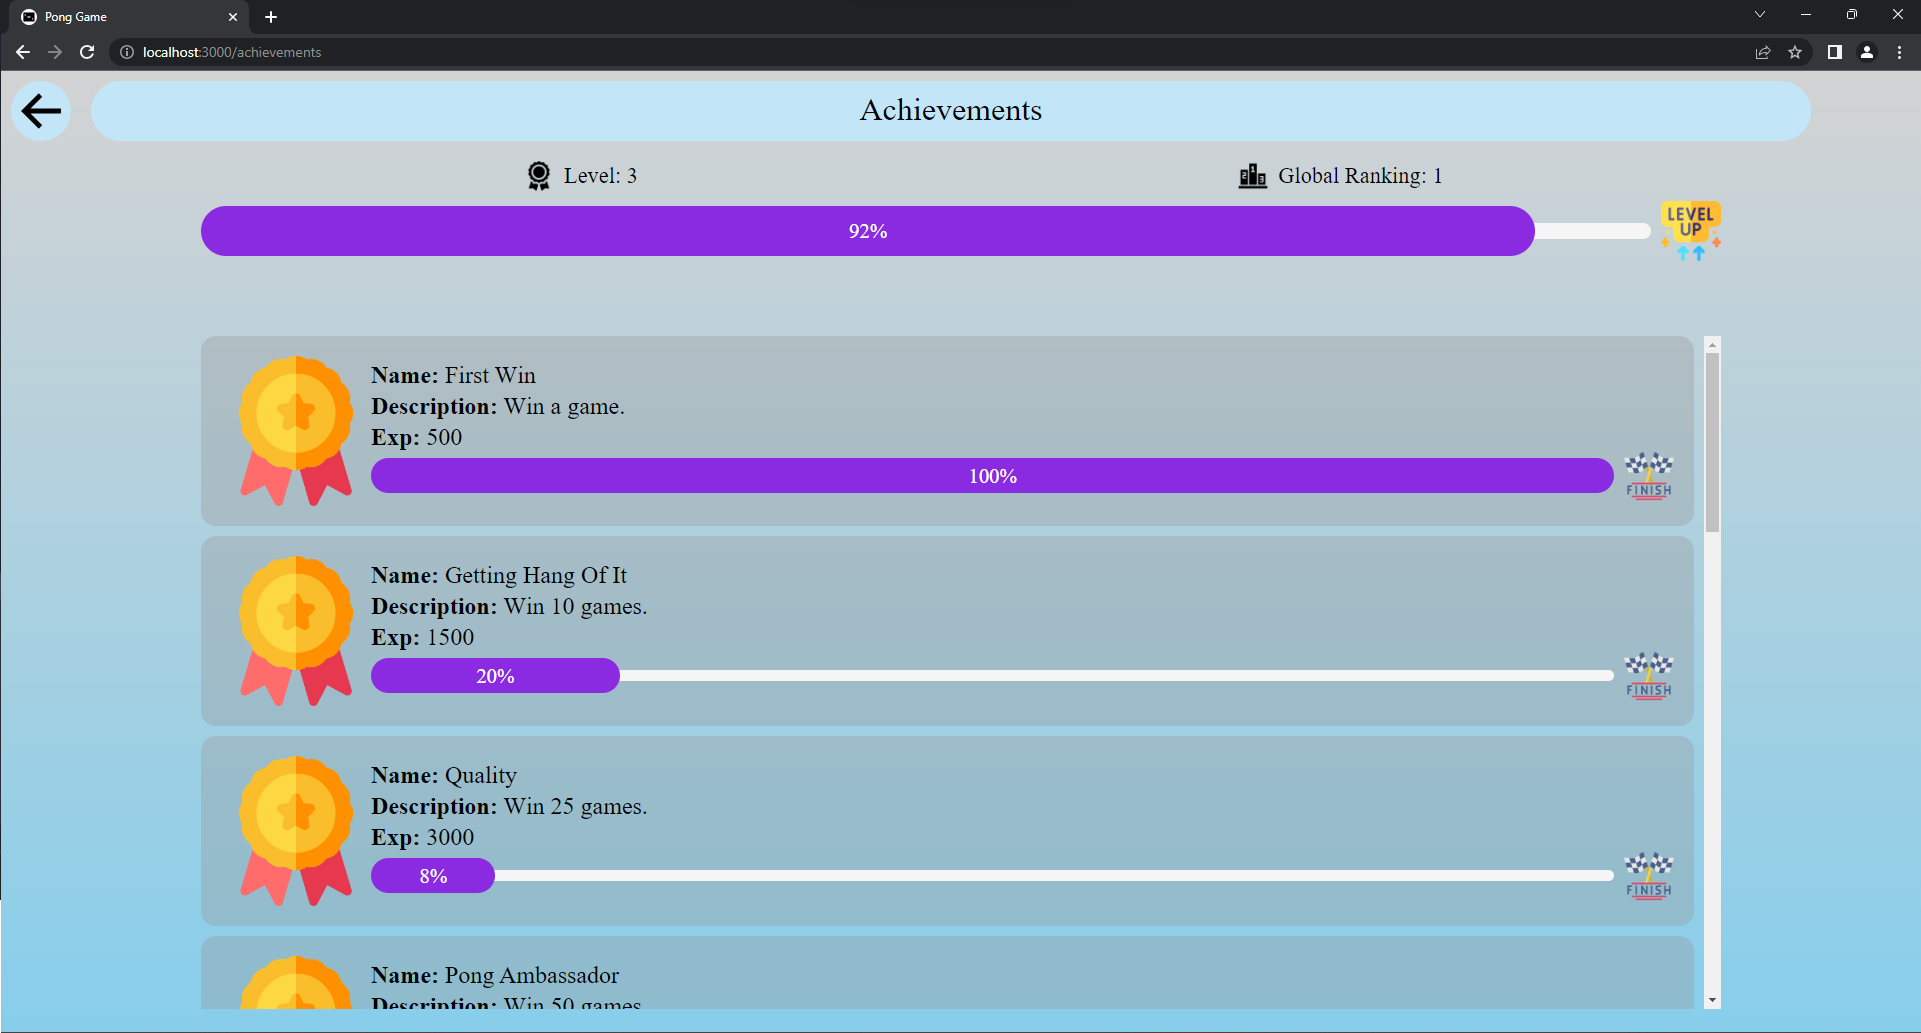 Pong Game
localhost:3000/achievements
Achievements
Level: 3
Global Ranking: 1
92%
LEVEL
UP
Name: First Win
Description: Win a game.
Exp: 500
100%
FINISH
Name: Getting Hang Of It
Description: Win 10 games.
Exp: 1500
20%
FINISH
Name: Quality
Description: Win 25 games.
Exp: 3000
8%
FINISH
Name: Pong Ambassador
Description: Win 50 games.